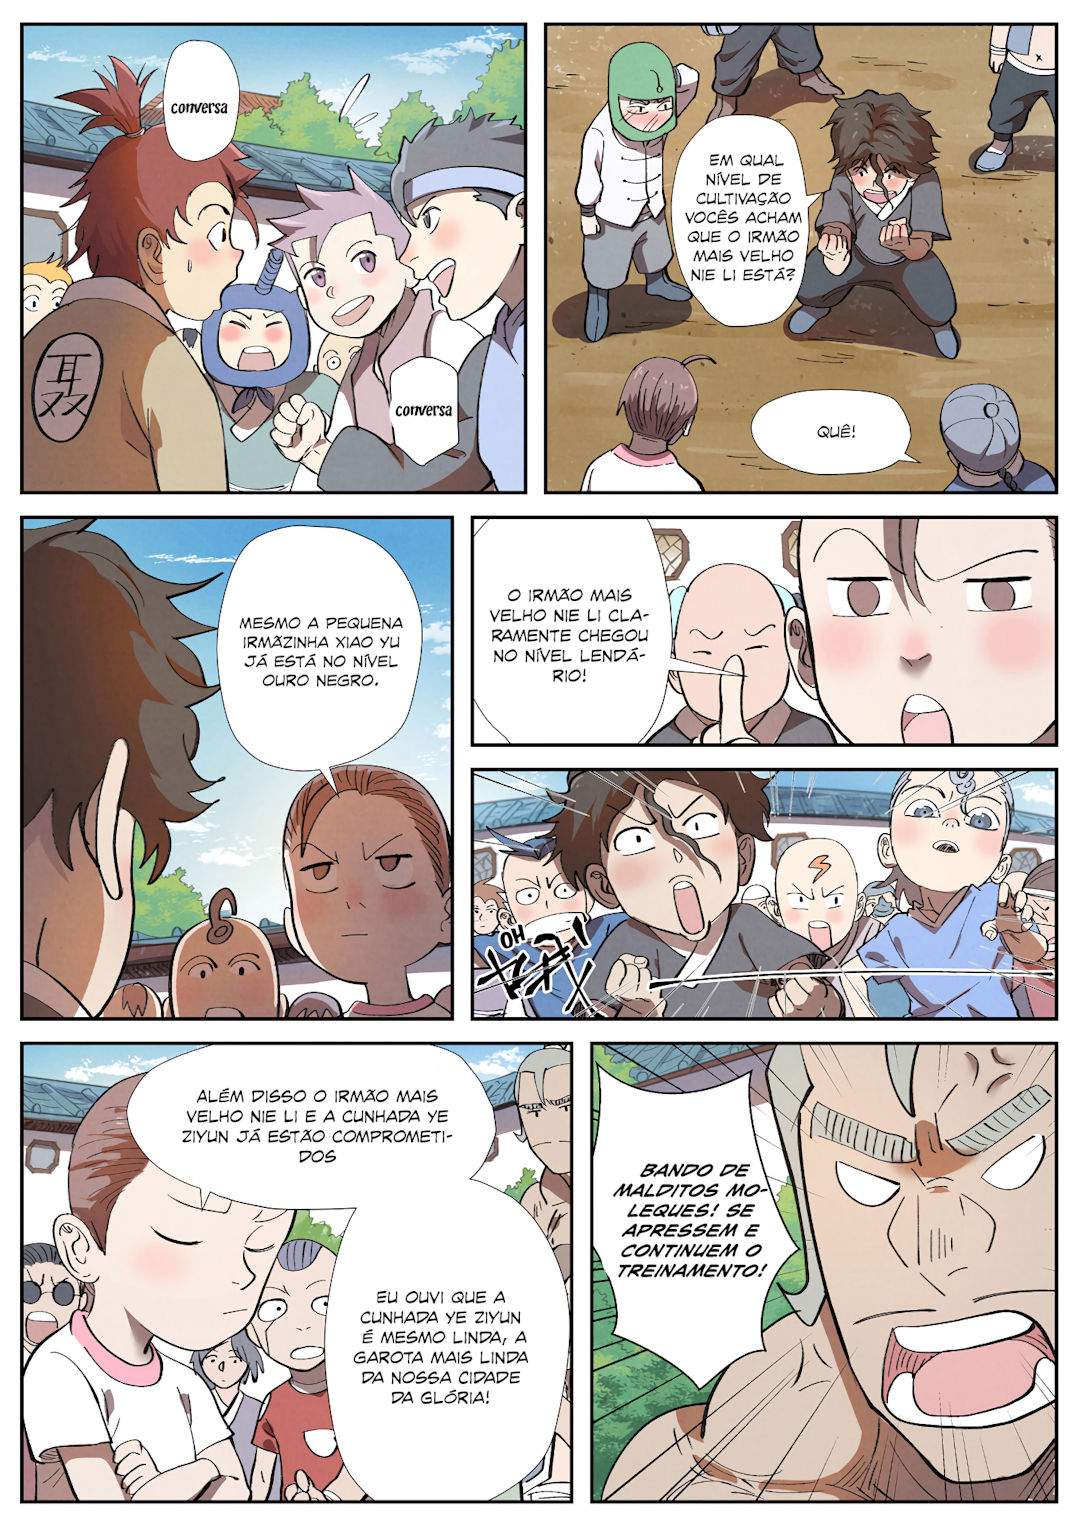 conversa
conversa
耳
双
EM QUAL
NÍVEL DE
CULTIVAÇÃO
VOCÊS ACHAM
QUE O IRMÃO
MAIS VELHO
NIE LI ESTÁ?
QUÊ!
MESMO A PEQUENA
IRMÃZINHA XIAO YU
JÁ ESTÁ NO NÍVEL
OURO NEGRO.
O IRMÃO MAIS
VELHO NIE LI CLA-
RAMENTE CHEGOU
NO NÍVEL LENDÁ-
RIO!
OH
ALÉM DISSO O IRMÃO MAIS
VELHO NIE LI E A CUNHADA YE
ZIYUN JÁ ESTÃO COMPROMETI-
DOS
EU OUVI QUE A
CUNHADA YE ZIYUN
É MESMO LINDA, A
GAROTA MAIS LINDA
DA NOSSA CIDADE
DA GLÓRIA!
BANDO DE
MALDITOS MO-
LEQUES! SE
APRESSEM E
CONTINUEM O
TREINAMENTO!